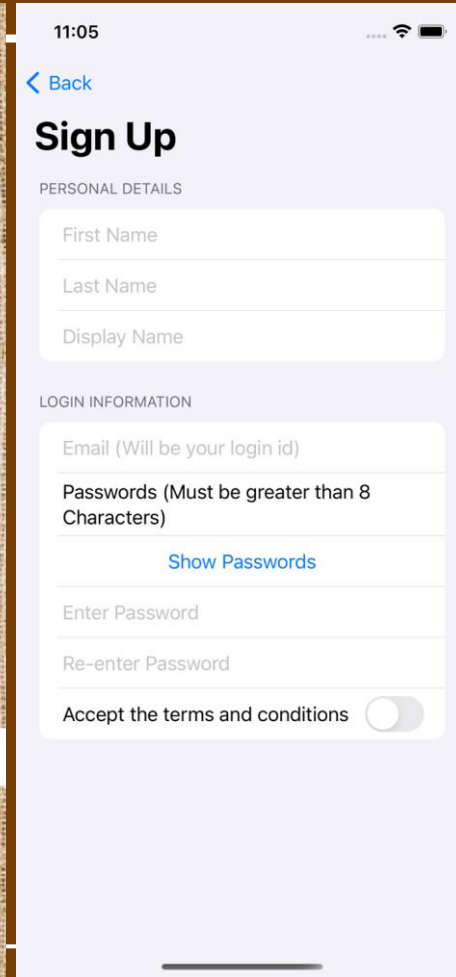 11:05
Back
Sign Up
PERSONAL DETAILS
First Name
Last Name
Display Name
LOGIN INFORMATION
Email (Will be your login id)
Passwords (Must be greater than 8
Characters)
Show Passwords
Enter Password
Re-enter Password
Accept the terms and conditions